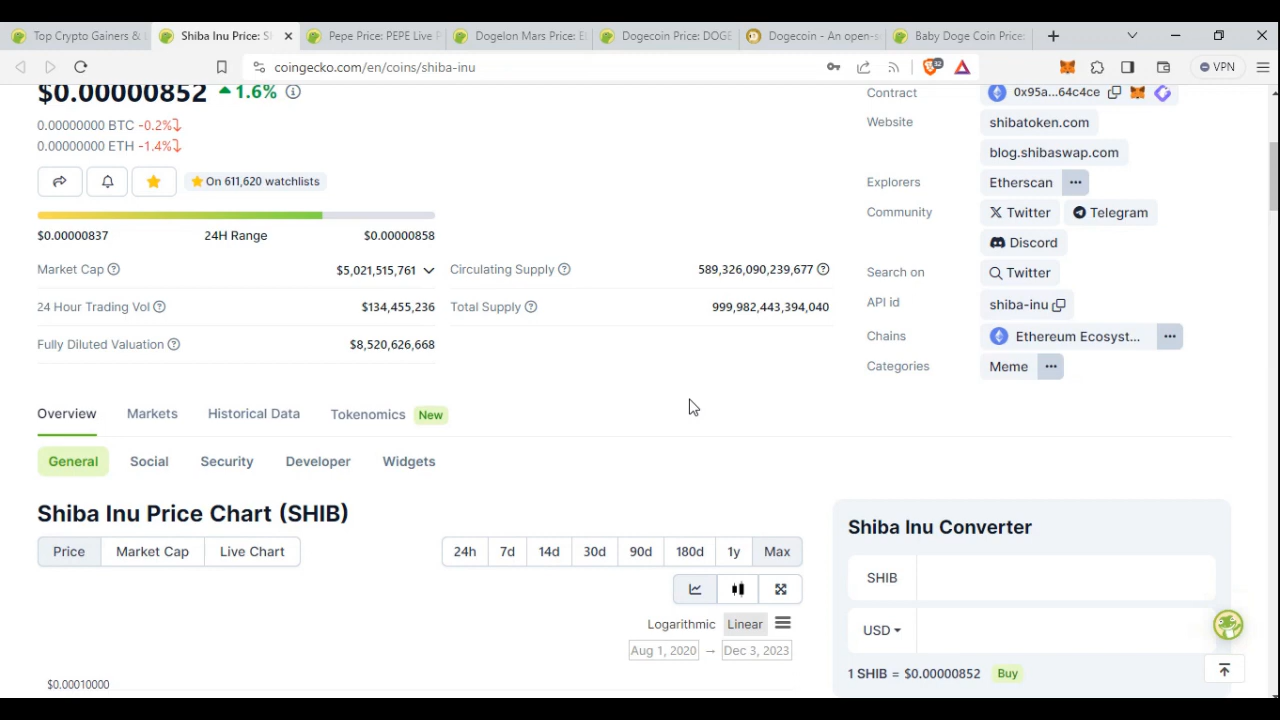 Top Crypto Gainers &
Shiba Inu Price: S
Pepe Price: PEPE Live P
Dogelon Mars Price: E
Dogecoin Price: DOGE
Dogecoin - An open-s
Baby Doge Coin Price:
coingecko.com/en/coins/shiba-inu
32
VPN
$0.00000852
1.6%
0.00000000 BTC -0.2%
0.00000000 ETH -1.4%
On 611,620 watchlists
$0.00000837
24H Range
$0.00000858
Market Cap
$5,021,515,761
Circulating Supply
589,326,090,239,677
24 Hour Trading Vol
$134,455,236
Total Supply
999,982,443,394,040
Fully Diluted Valuation
$8,520,626,668
Contract
0x95a...64c4ce
Website
shibatoken.com
blog.shibaswap.com
Explorers
Etherscan
Community
Twitter
Telegram
Discord
Search on
Twitter
API id
shiba-inu
Chains
Ethereum Ecosyst...
Categories
Meme
Overview
Markets
Historical Data
Tokenomics
New
General
Social
Security
Developer
Widgets
Shiba Inu Price Chart (SHIB)
Price
Market Cap
Live Chart
24h
7d
14d
30d
90d
180d
1y
Max
Logarithmic
Linear
Aug 1, 2020 → Dec 3, 2023
$0.00010000
Shiba Inu Converter
SHIB
USD
1 SHIB = $0.00000852
Buy